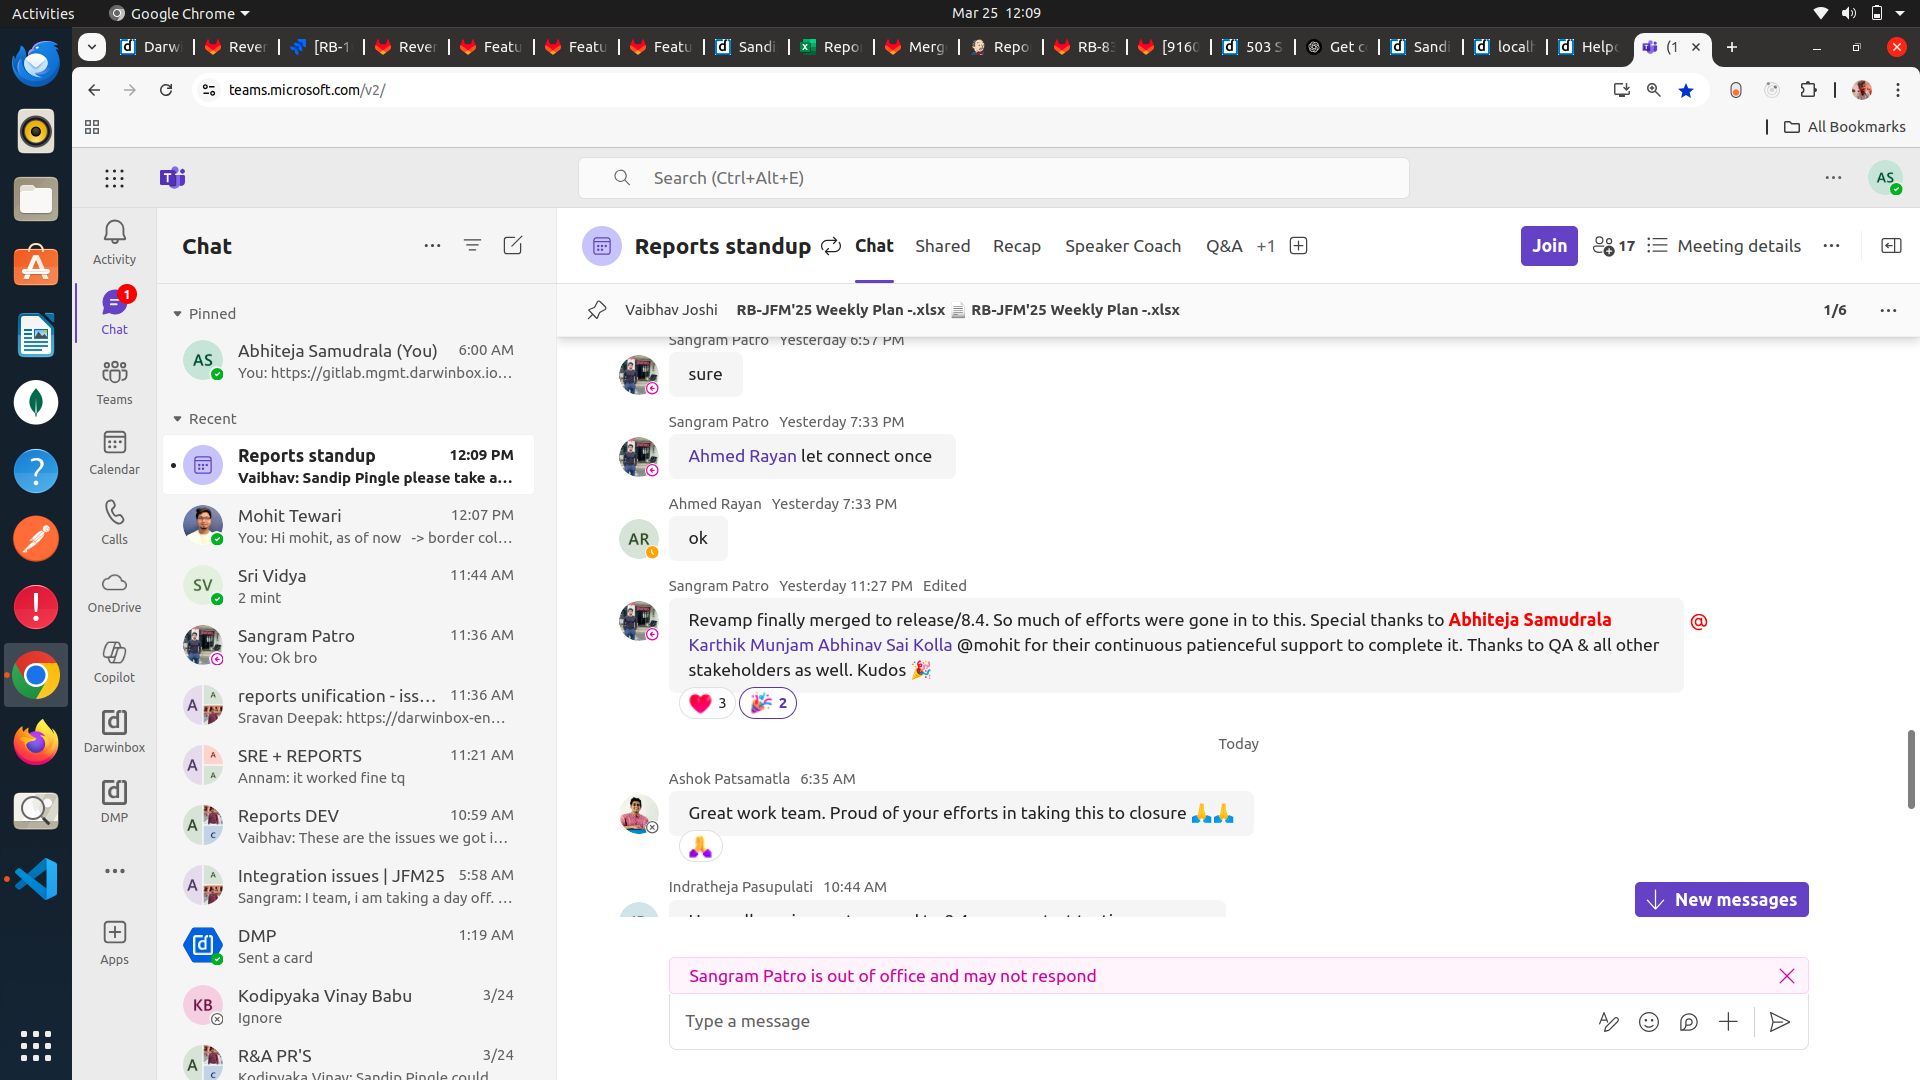 Activities
Google Chrome
Mar 25 12:09
Darwi
Rever
[RB-1
Rever
Featu
Featu
Featu
Sandi
Repor
Merg
Repo
RB-83
[9160
503 S
Get c
Sandi
localh
Helpd
(1
teams.microsoft.com/v2/
All Bookmarks
Search (Ctrl+Alt+E)
AS
Activity
1
Chat
Teams
Calendar
Calls
OneDrive
Copilot
Darwinbox
DMP
Apps
Chat
Pinned
AS
Abhiteja Samudrala (You) 6:00 AM
You: https://gitlab.mgmt.darwinbox.io...
Recent
Reports standup 12:09 PM
Vaibhav: Sandip Pingle please take a...
Mohit Tewari 12:07 PM
You: Hi mohit, as of now -> border col...
SV
Sri Vidya 11:44 AM
2 mint
Sangram Patro 11:36 AM
You: Ok bro
A A
reports unification - iss... 11:36 AM
Sravan Deepak: https://darwinbox-en...
A A A
SRE + REPORTS 11:21 AM
Annam: it worked fine tq
A C
Reports DEV 10:59 AM
Vaibhav: These are the issues we got i...
A A
Integration issues | JFM25 5:58 AM
Sangram: I team, i am taking a day off. ...
DMP 1:19 AM
Sent a card
KB
Kodipyaka Vinay Babu 3/24
Ignore
A
R&A PR'S 3/24
Kodipyaka Vinay: Sandip Pingle could
Reports standup
Chat
Shared
Recap
Speaker Coach
Q&A
+1
Join
17
Meeting details
Vaibhav Joshi RB-JFM'25 Weekly Plan -.xlsx RB-JFM'25 Weekly Plan -.xlsx
1/6
Sangram Patro Yesterday 6:57 PM
sure
Sangram Patro Yesterday 7:33 PM
Ahmed Rayan let connect once
Ahmed Rayan Yesterday 7:33 PM
AR
ok
Sangram Patro Yesterday 11:27 PM Edited
Revamp finally merged to release/8.4. So much of efforts were gone in to this. Special thanks to Abhiteja Samudrala
@
Karthik Munjam Abhinav Sai Kolla @mohit for their continuous patienceful support to complete it. Thanks to QA & all other
stakeholders as well. Kudos 🎉
❤️ 3 🎉 2
Today
Ashok Patsamatla 6:35 AM
Great work team. Proud of your efforts in taking this to closure 🙏🙏
🙏
Indratheja Pasupulati 10:44 AM
New messages
Sangram Patro is out of office and may not respond
Type a message